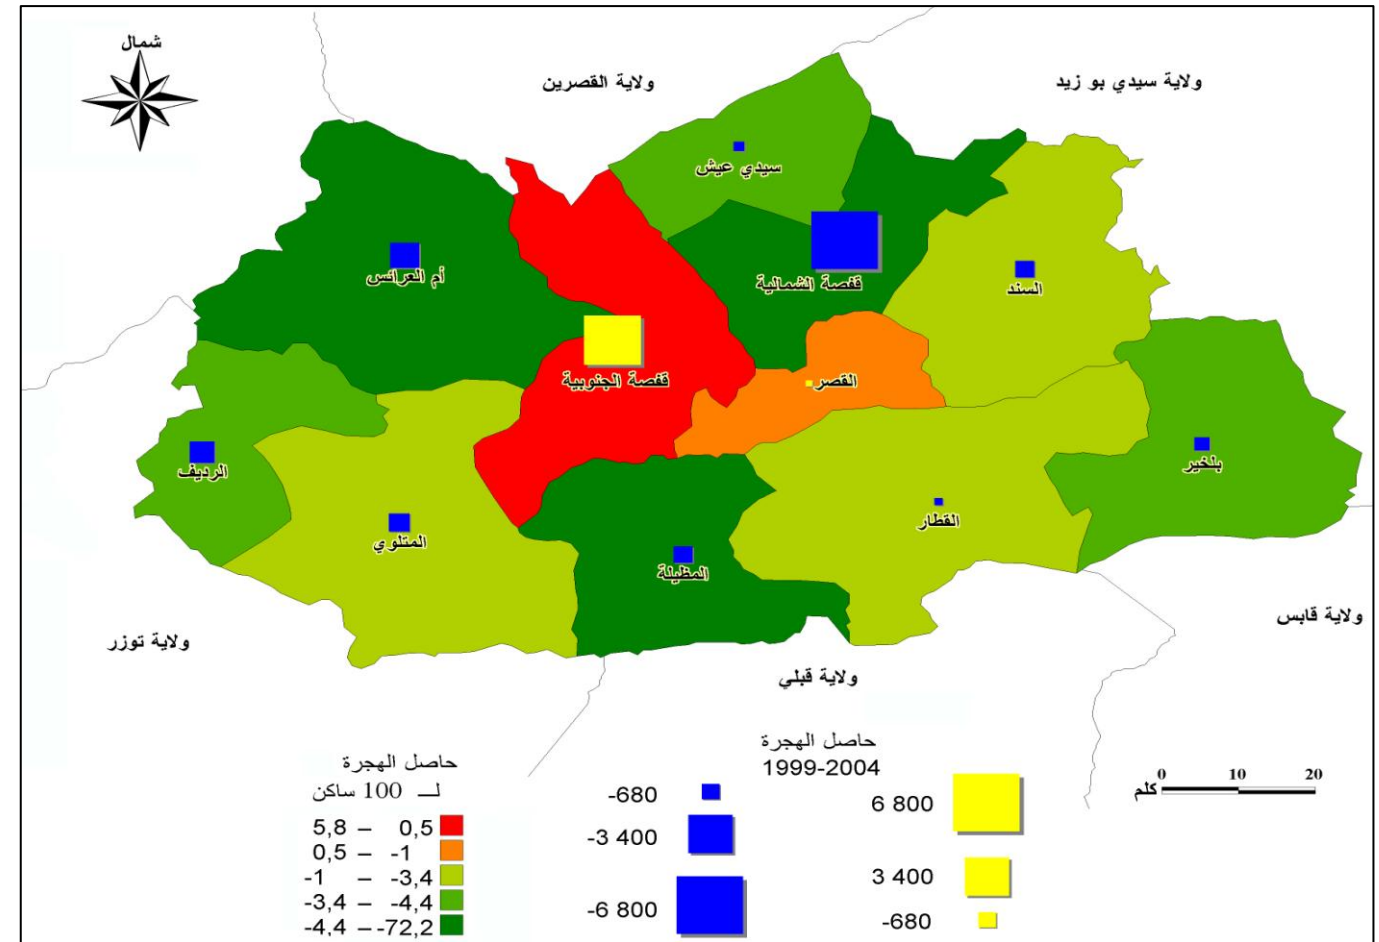 شمال
ولاية القصرين
ولاية سيدي بو زيد
سيدي عيش
أم العرائس
قفصة الشمالية
السند
قفصة الجنوبية
القصر
الرديف
بلخير
المتلوي
القطار
المظيلة
ولاية قابس
ولاية توزر
ولاية قبلي
حاصل الهجرة
لـــ 100 ساكن
5,8 – 0,5
0,5 – -1
-1 – -3,4
-3,4 – -4,4
-4,4 – -72,2
حاصل الهجرة
1999-2004
-680
-3 400
-6 800
6 800
3 400
-680
0 10 20
كلم